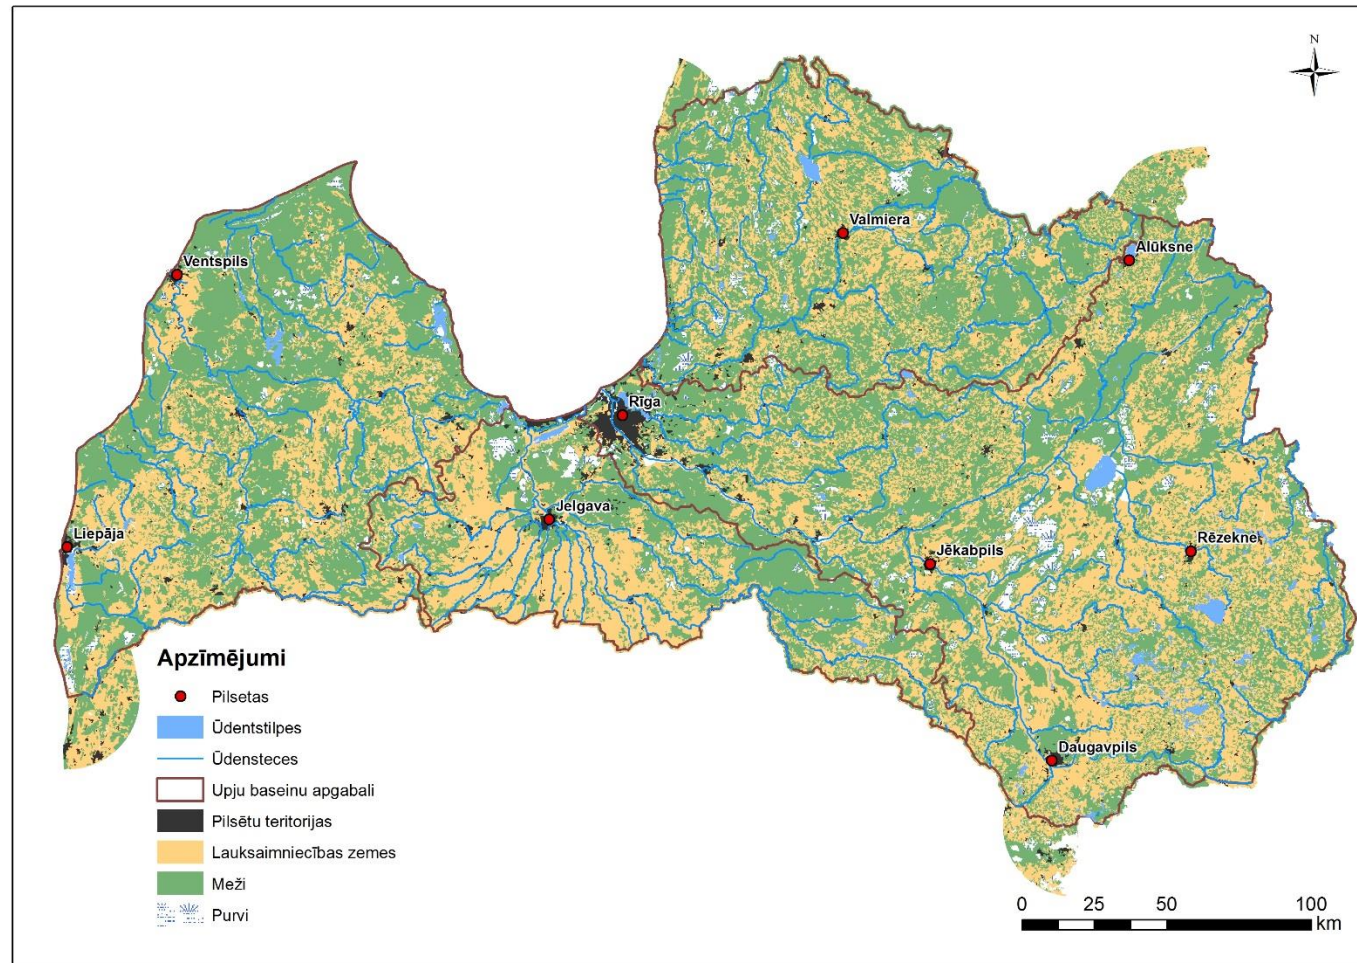 N
Valmiera
Alūksne
Ventspils
Rīga
Jelgava
Liepāja
Jēkabpils
Rēzekne
Daugavpils
Apzīmējumi
Pilsetas
Ūdentstilpes
Ūdensteces
Upju baseinu apgabali
Pilsētu teritorijas
Lauksaimniecības zemes
Meži
Purvi
0 25 50 100
km